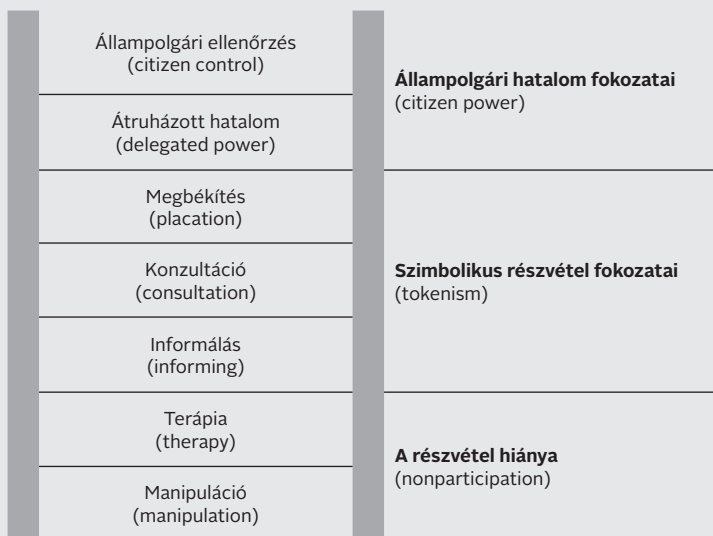 Állampolgári ellenőrzés
(citizen control)
Átruházott hatalom
(delegated power)
Állampolgári hatalom fokozatai
(citizen power)
Megbékítés
(placation)
Konzultáció
(consultation)
Informálás
(informing)
Szimbolikus részvétel fokozatai
(tokenism)
Terápia
(therapy)
Manipuláció
(manipulation)
A részvétel hiánya
(nonparticipation)